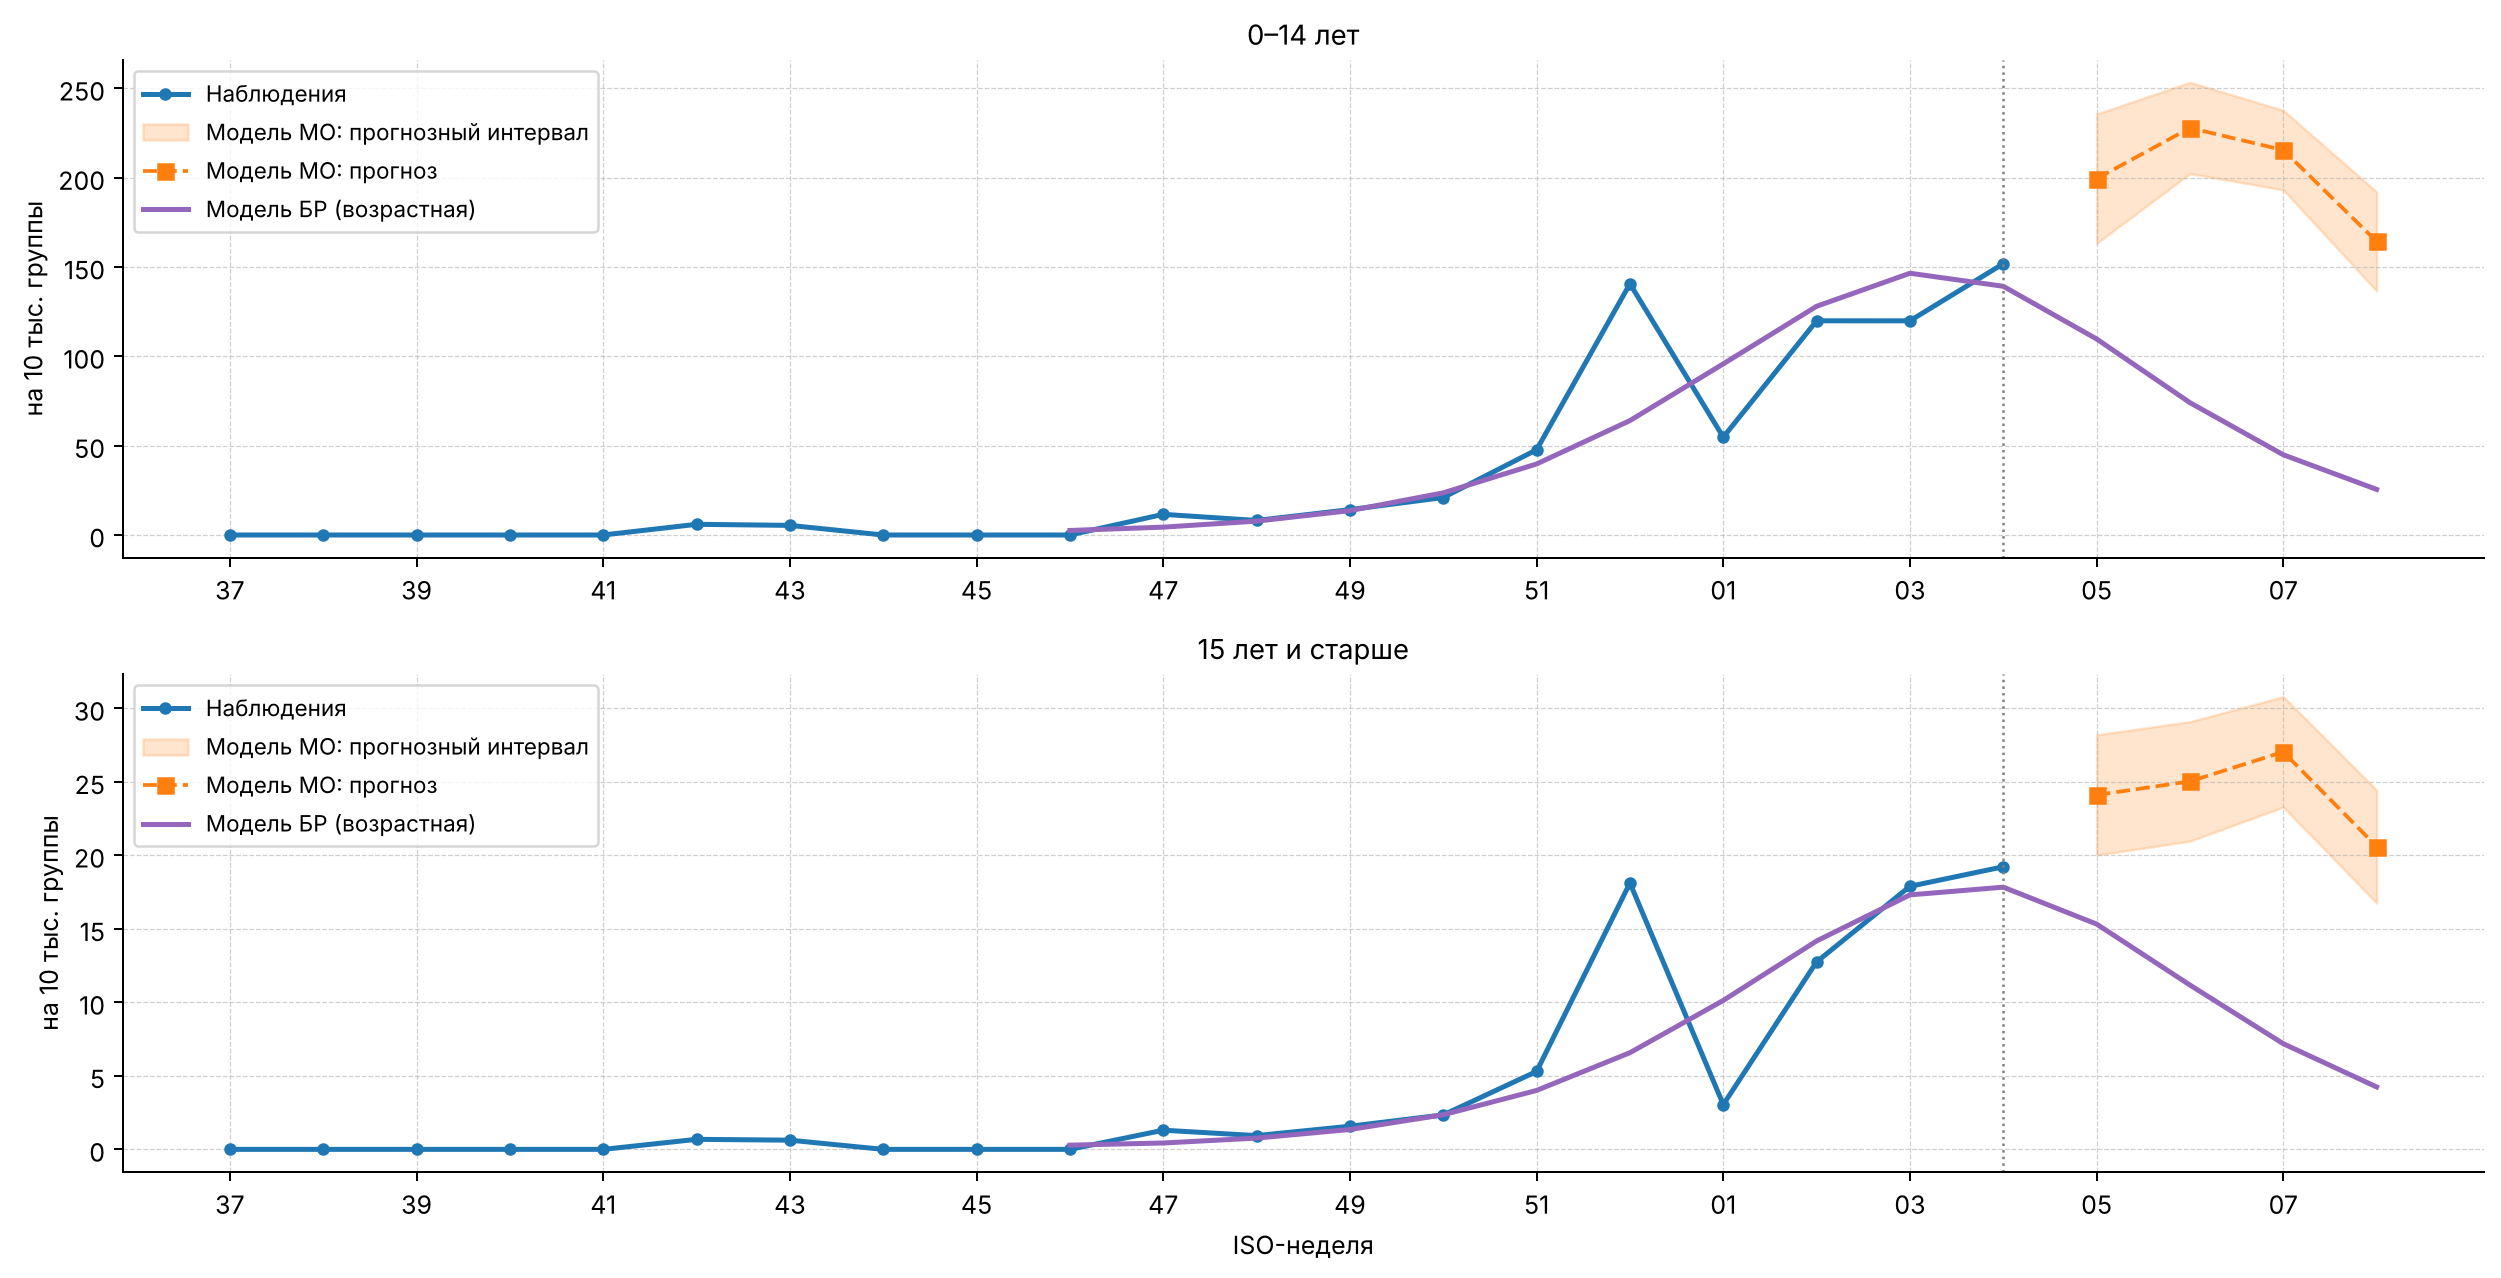 0–14 лет
250
200
150
100
50
0
на 10 тыс. группы
Наблюдения
Модель МО: прогнозный интервал
Модель МО: прогноз
Модель БР (возрастная)
37 39 41 43 45 47 49 51 01 03 05 07
15 лет и старше
30
25
20
15
10
5
0
на 10 тыс. группы
Наблюдения
Модель МО: прогнозный интервал
Модель МО: прогноз
Модель БР (возрастная)
37 39 41 43 45 47 49 51 01 03 05 07
ISO-неделя